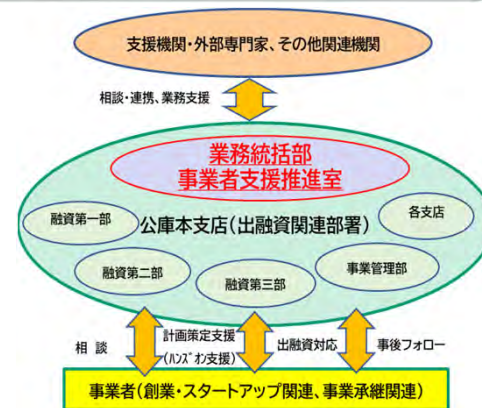 支援機関・外部専門家、その他関連機関
相談・連携、業務支援
業務統括部
事業者支援推進室
融資第一部
公庫本支店(出融資関連部署)
各支店
融資第二部
融資第三部
事業管理部
相 談
計画策定支援
(ﾊﾝｽﾞｵﾝ支援)
出融資対応
事後フォロー
事業者(創業・スタートアップ関連、事業承継関連)